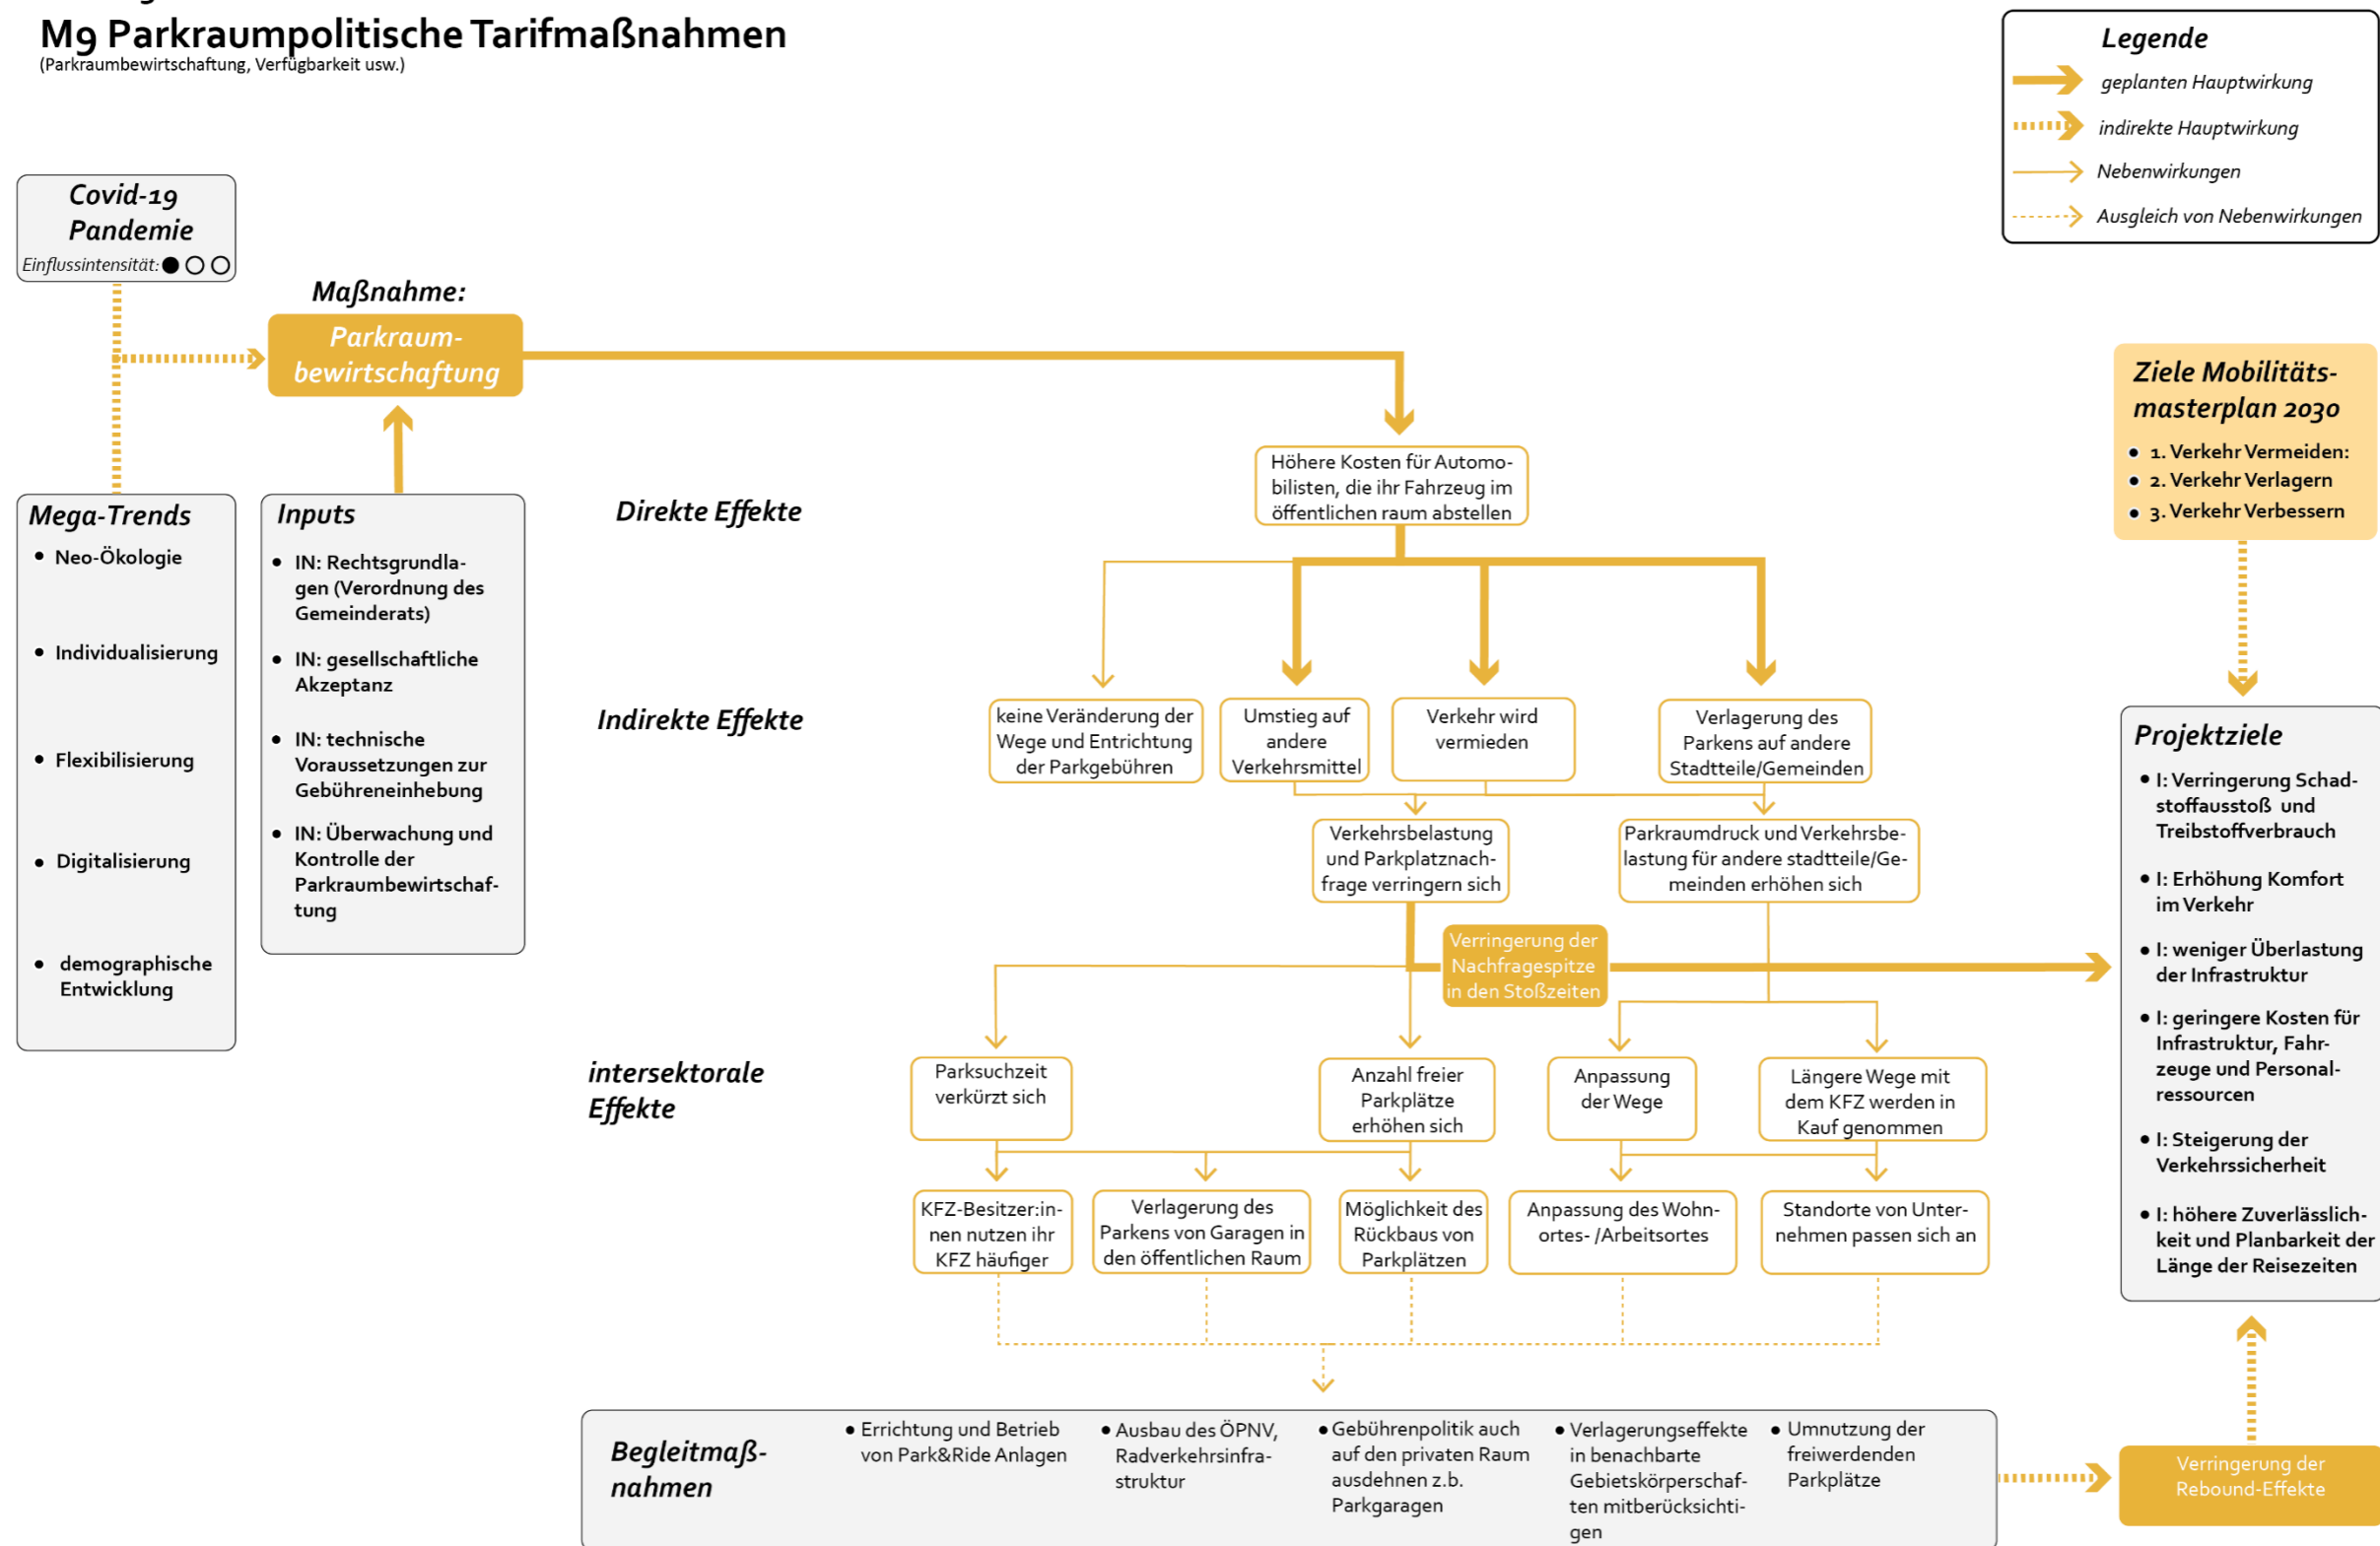 M9 Parkraumpolitische Tarifmaßnahmen
(Parkraumbewirtschaftung, Verfügbarkeit usw.)
Legende
geplanten Hauptwirkung
indirekte Hauptwirkung
Nebenwirkungen
Ausgleich von Nebenwirkungen
Covid-19
Pandemie
Einflussintensität:
Maßnahme:
Parkraum-
bewirtschaftung
Mega-Trends
• Neo-Ökologie
• Individualisierung
• Flexibilisierung
• Digitalisierung
• demographische
Entwicklung
Inputs
• IN: Rechtsgrundla-
gen (Verordnung des
Gemeinderats)
• IN: gesellschaftliche
Akzeptanz
• IN: technische
Voraussetzungen zur
Gebühreneinhebung
• IN: Überwachung und
Kontrolle der
Parkraumbewirtschaf-
tung
Direkte Effekte
Höhere Kosten für Automo-
bilisten, die ihr Fahrzeug im
öffentlichen raum abstellen
Indirekte Effekte
keine Veränderung der
Wege und Entrichtung
der Parkgebühren
Umstieg auf
andere
Verkehrsmittel
Verkehr wird
vermieden
Verlagerung des
Parkens auf andere
Stadtteile/Gemeinden
Verkehrsbelastung
und Parkplatznach-
frage verringern sich
Parkraumdruck und Verkehrsbe-
lastung für andere stadtteile/Ge-
meinden erhöhen sich
Verringerung der
Nachfragespitze
in den Stoßzeiten
intersektorale
Effekte
Parksuchzeit
verkürzt sich
Anzahl freier
Parkplätze
erhöhen sich
Anpassung
der Wege
Längere Wege mit
dem KFZ werden in
Kauf genommen
KFZ-Besitzer:in-
nen nutzen ihr
KFZ häufiger
Verlagerung des
Parkens von Garagen in
den öffentlichen Raum
Möglichkeit des
Rückbaus von
Parkplätzen
Anpassung des Wohn-
ortes- /Arbeitsortes
Standorte von Unter-
nehmen passen sich an
Ziele Mobilitäts-
masterplan 2030
• 1. Verkehr Vermeiden:
• 2. Verkehr Verlagern
• 3. Verkehr Verbessern
Projektziele
• I: Verringerung Schad-
stoffausstoß und
Treibstoffverbrauch
• I: Erhöhung Komfort
im Verkehr
• I: weniger Überlastung
der Infrastruktur
• I: geringere Kosten für
Infrastruktur, Fahr-
zeuge und Personal-
ressourcen
• I: Steigerung der
Verkehrssicherheit
• I: höhere Zuverlässlich-
keit und Planbarkeit der
Länge der Reisezeiten
Begleitmaß-
nahmen
• Errichtung und Betrieb
von Park&Ride Anlagen
• Ausbau des ÖPNV,
Radverkehrsinfra-
struktur
• Gebührenpolitik auch
auf den privaten Raum
ausdehnen z.b.
Parkgaragen
• Verlagerungseffekte
in benachbarte
Gebietskörperschaf-
ten mitberücksichti-
gen
• Umnutzung der
freiwerdenden
Parkplätze
Verringerung der
Rebound-Effekte